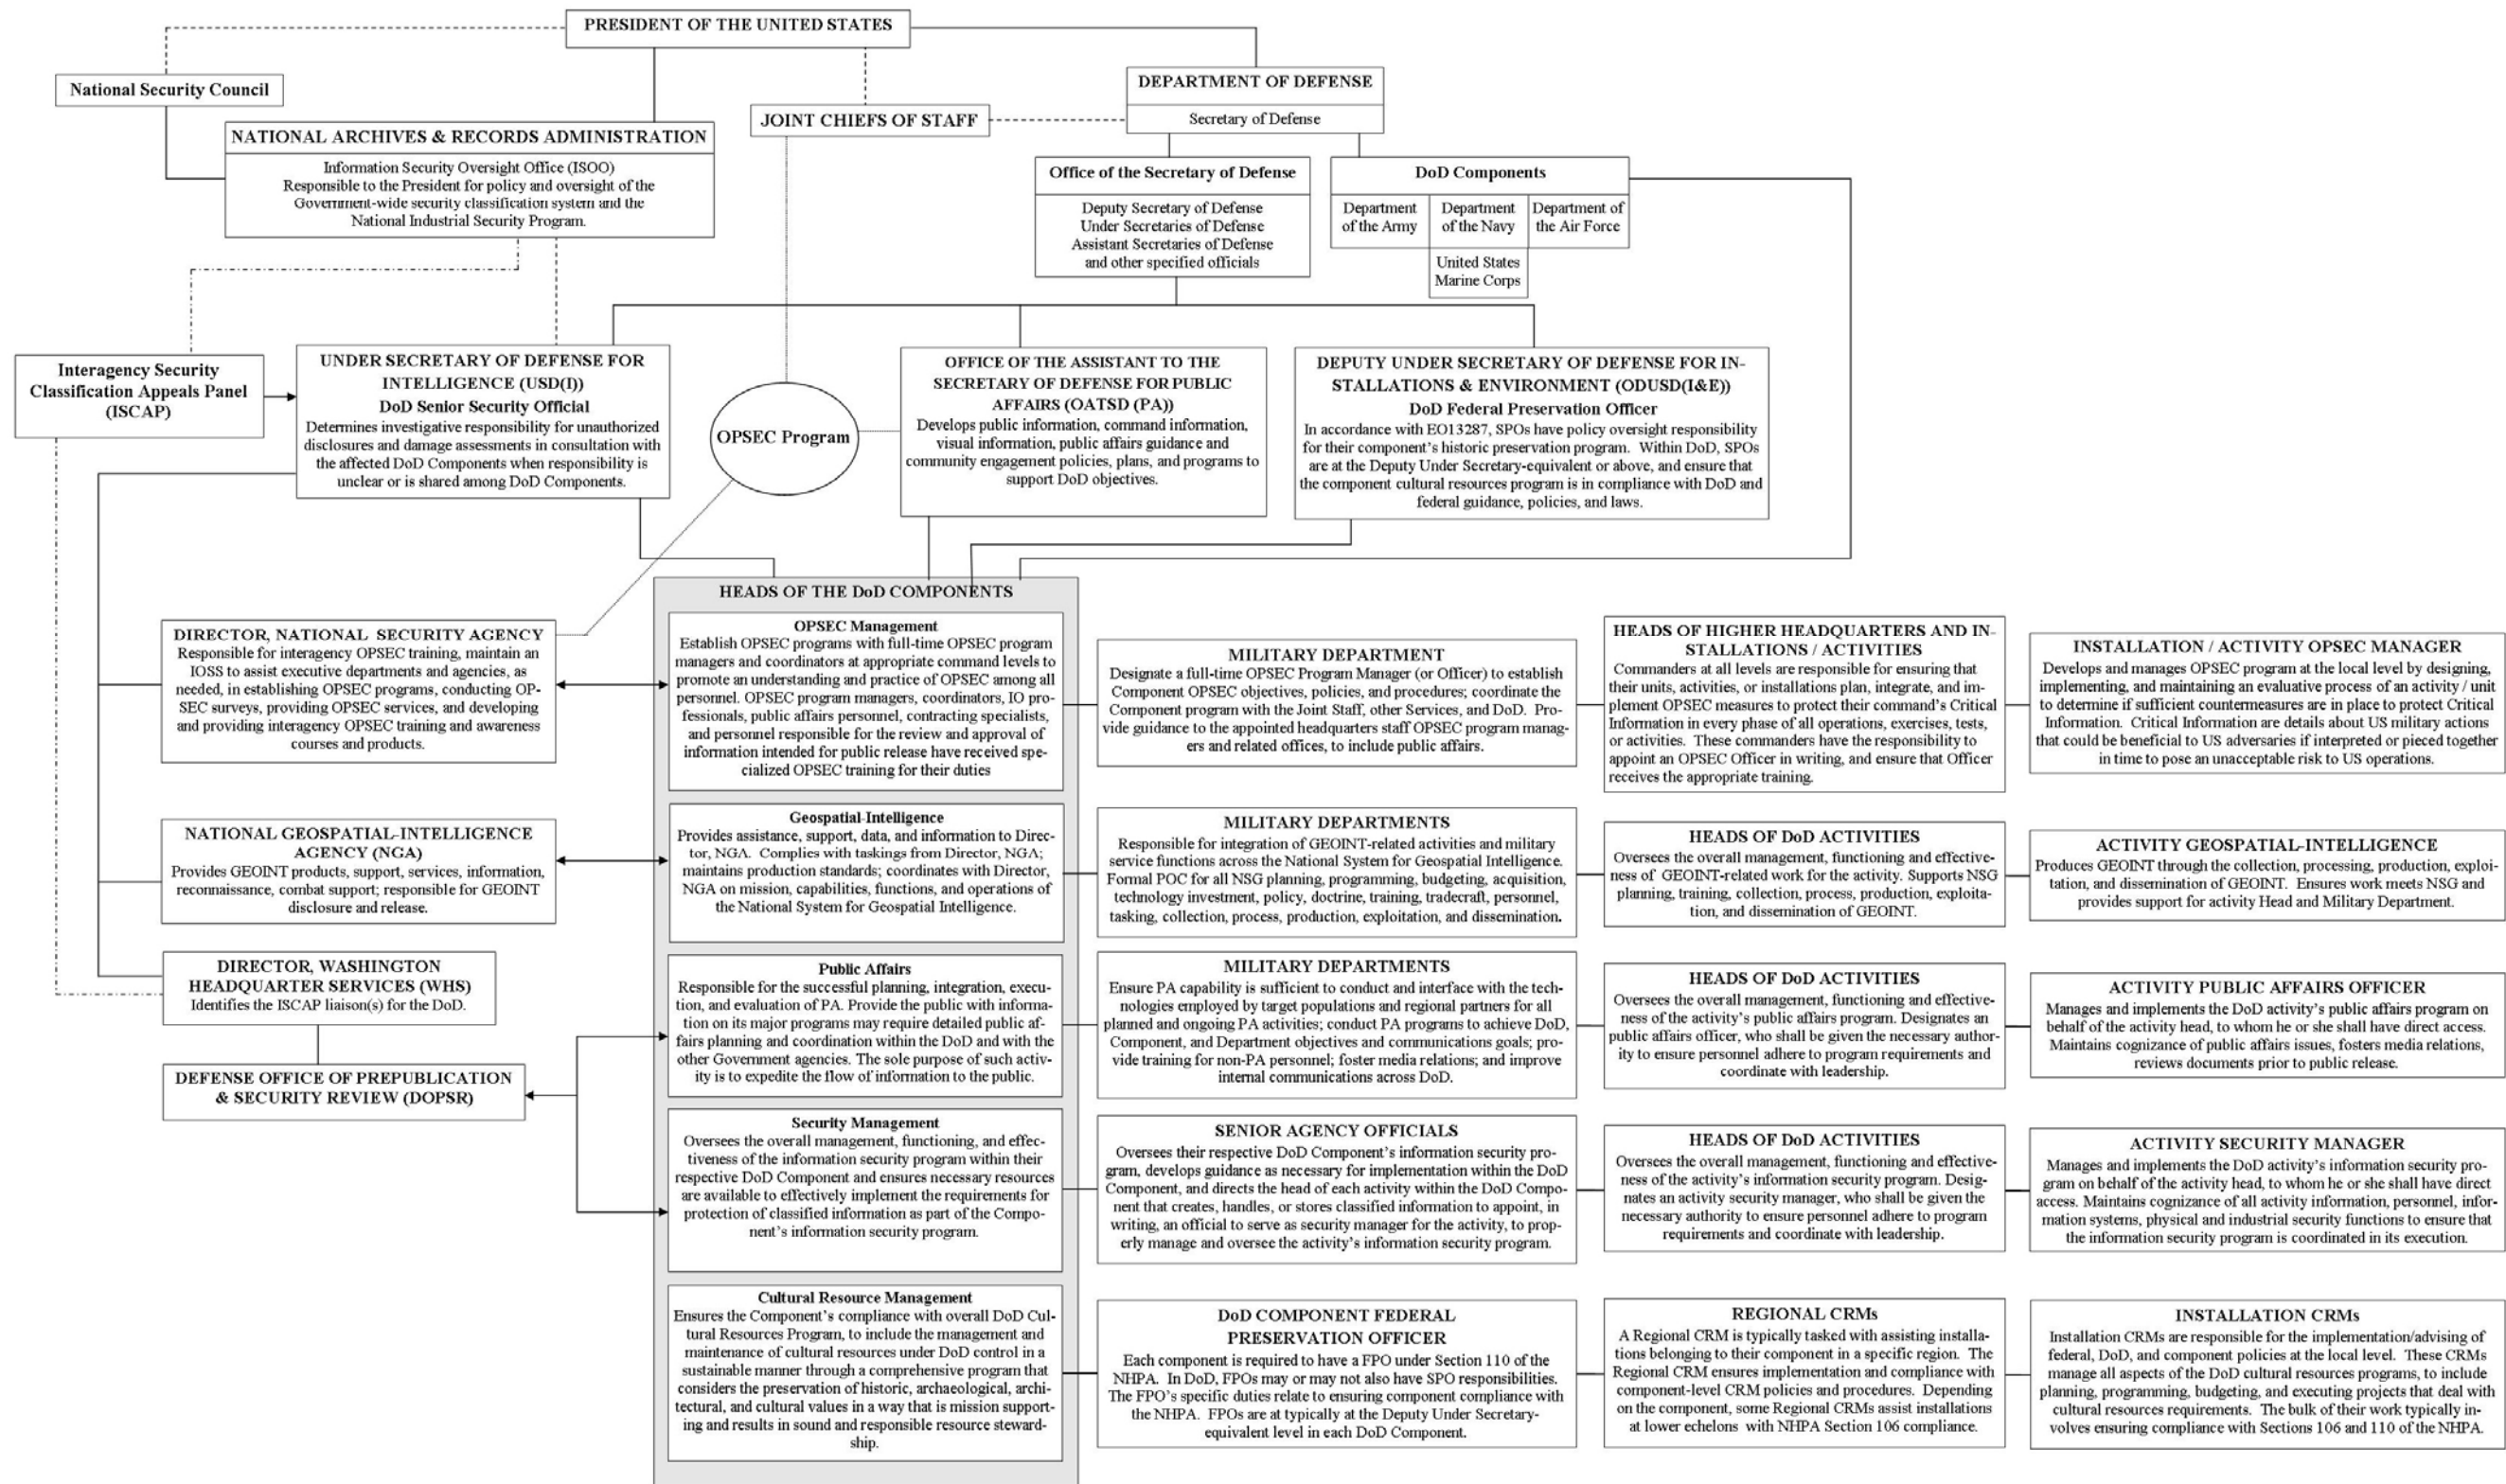 PRESIDENT OF THE UNITED STATES
National Security Council
DEPARTMENT OF DEFENSE
Secretary of Defense
JOINT CHIEFS OF STAFF
NATIONAL ARCHIVES & RECORDS ADMINISTRATION
Information Security Oversight Office (ISOO)
Responsible to the President for policy and oversight of the
Government-wide security classification system and the
National Industrial Security Program.
Office of the Secretary of Defense
Deputy Secretary of Defense
Under Secretaries of Defense
Assistant Secretaries of Defense
and other specified officials
DoD Components
Department
of the Army
Department
of the Navy
Department of
the Air Force
United States
Marine Corps
Interagency Security
Classification Appeals Panel
(ISCAP)
UNDER SECRETARY OF DEFENSE FOR
INTELLIGENCE (USD(I))
DoD Senior Security Official
Determines investigative responsibility for unauthorized
disclosures and damage assessments in consultation with
the affected DoD Components when responsibility is
unclear or is shared among DoD Components.
OPSEC Program
OFFICE OF THE ASSISTANT TO THE
SECRETARY OF DEFENSE FOR PUBLIC
AFFAIRS (OATSD (PA))
Develops public information, command information,
visual information, public affairs guidance and
community engagement policies, plans, and programs to
support DoD objectives.
DEPUTY UNDER SECRETARY OF DEFENSE FOR IN-
STALLATIONS & ENVIRONMENT (ODUSD(I&E))
DoD Federal Preservation Officer
In accordance with EO13287, SPOs have policy oversight responsibility
for their component's historic preservation program. Within DoD, SPOs
are at the Deputy Under Secretary-equivalent or above, and ensure that
the component cultural resources program is in compliance with DoD and
federal guidance, policies, and laws.
HEADS OF THE DoD COMPONENTS
DIRECTOR, NATIONAL SECURITY AGENCY
Responsible for interagency OPSEC training, maintain an
IOSS to assist executive departments and agencies, as
needed, in establishing OPSEC programs, conducting OP-
SEC surveys, providing OPSEC services, and developing
and providing interagency OPSEC training and awareness
courses and products.
OPSEC Management
Establish OPSEC programs with full-time OPSEC program
managers and coordinators at appropriate command levels to
promote an understanding and practice of OPSEC among all
personnel. OPSEC program managers, coordinators, IO pro-
fessionals, public affairs personnel, contracting specialists,
and personnel responsible for the review and approval of
information intended for public release have received spe-
cialized OPSEC training for their duties
MILITARY DEPARTMENT
Designate a full-time OPSEC Program Manager (or Officer) to establish
Component OPSEC objectives, policies, and procedures; coordinate the
Component program with the Joint Staff, other Services, and DoD. Pro-
vide guidance to the appointed headquarters staff OPSEC program manag-
ers and related offices, to include public affairs.
HEADS OF HIGHER HEADQUARTERS AND IN-
STALLATIONS / ACTIVITIES
Commanders at all levels are responsible for ensuring that
their units, activities, or installations plan, integrate, and im-
plement OPSEC measures to protect their command's Critical
Information in every phase of all operations, exercises, tests,
or activities. These commanders have the responsibility to
appoint an OPSEC Officer in writing, and ensure that Officer
receives the appropriate training.
INSTALLATION / ACTIVITY OPSEC MANAGER
Develops and manages OPSEC program at the local level by designing,
implementing, and maintaining an evaluative process of an activity / unit
to determine if sufficient countermeasures are in place to protect Critical
Information. Critical Information are details about US military actions
that could be beneficial to US adversaries if interpreted or pieced together
in time to pose an unacceptable risk to US operations.
NATIONAL GEOSPATIAL-INTELLIGENCE
AGENCY (NGA)
Provides GEOINT products, support, services, information,
reconnaissance, combat support; responsible for GEOINT
disclosure and release.
Geospatial-Intelligence
Provides assistance, support, data, and information to Direc-
tor, NGA. Complies with taskings from Director, NGA;
maintains production standards; coordinates with Director,
NGA on mission, capabilities, functions, and operations of
the National System for Geospatial Intelligence.
MILITARY DEPARTMENTS
Responsible for integration of GEOINT-related activities and military
service functions across the National System for Geospatial Intelligence.
Formal POC for all NSG planning, programming, budgeting, acquisition,
technology investment, policy, doctrine, training, tradecraft, personnel,
tasking, collection, process, production, exploitation, and dissemination.
HEADS OF DoD ACTIVITIES
Oversees the overall management, functioning and effective-
ness of GEOINT-related work for the activity. Supports NSG
planning, training, collection, process, production, exploita-
tion, and dissemination of GEOINT.
ACTIVITY GEOSPATIAL-INTELLIGENCE
Produces GEOINT through the collection, processing, production, exploi-
tation, and dissemination of GEOINT. Ensures work meets NSG and
provides support for activity Head and Military Department.
DIRECTOR, WASHINGTON
HEADQUARTER SERVICES (WHS)
Identifies the ISCAP liaison(s) for the DoD.
DEFENSE OFFICE OF PREPUBLICATION
& SECURITY REVIEW (DOPSR)
Public Affairs
Responsible for the successful planning, integration, execu-
tion, and evaluation of PA. Provide the public with informa-
tion on its major programs may require detailed public af-
fairs planning and coordination within the DoD and with the
other Government agencies. The sole purpose of such activ-
ity is to expedite the flow of information to the public.
MILITARY DEPARTMENTS
Ensure PA capability is sufficient to conduct and interface with the tech-
nologies employed by target populations and regional partners for all
planned and ongoing PA activities; conduct PA programs to achieve DoD,
Component, and Department objectives and communications goals; pro-
vide training for non-PA personnel; foster media relations; and improve
internal communications across DoD.
HEADS OF DoD ACTIVITIES
Oversees the overall management, functioning and effective-
ness of the activity's public affairs program. Designates an
public affairs officer, who shall be given the necessary author-
ity to ensure personnel adhere to program requirements and
coordinate with leadership.
ACTIVITY PUBLIC AFFAIRS OFFICER
Manages and implements the DoD activity's public affairs program on
behalf of the activity head, to whom he or she shall have direct access.
Maintains cognizance of public affairs issues, fosters media relations,
reviews documents prior to public release.
Security Management
Oversees the overall management, functioning, and effec-
tiveness of the information security program within their
respective DoD Component and ensures necessary resources
are available to effectively implement the requirements for
protection of classified information as part of the Compo-
nent's information security program.
SENIOR AGENCY OFFICIALS
Oversees their respective DoD Component's information security pro-
gram, develops guidance as necessary for implementation within the DoD
Component, and directs the head of each activity within the DoD Compo-
nent that creates, handles, or stores classified information to appoint, in
writing, an official to serve as security manager for the activity, to prop-
erly manage and oversee the activity's information security program.
HEADS OF DoD ACTIVITIES
Oversees the overall management, functioning and effective-
ness of the activity's information security program. Desig-
nates an activity security manager, who shall be given the
necessary authority to ensure personnel adhere to program
requirements and coordinate with leadership.
ACTIVITY SECURITY MANAGER
Manages and implements the DoD activity's information security pro-
gram on behalf of the activity head, to whom he or she shall have direct
access. Maintains cognizance of all activity information, personnel, infor-
mation systems, physical and industrial security functions to ensure that
the information security program is coordinated in its execution.
Cultural Resource Management
Ensures the Component's compliance with overall DoD Cul-
tural Resources Program, to include the management and
maintenance of cultural resources under DoD control in a
sustainable manner through a comprehensive program that
considers the preservation of historic, archaeological, archi-
tectural, and cultural values in a way that is mission support-
ing and results in sound and responsible resource steward-
ship.
DoD COMPONENT FEDERAL
PRESERVATION OFFICER
Each component is required to have a FPO under Section 110 of the
NHPA. In DoD, FPOs may or may not also have SPO responsibilities.
The FPO's specific duties relate to ensuring component compliance with
the NHPA. FPOs are at typically at the Deputy Under Secretary-
equivalent level in each DoD Component.
REGIONAL CRMs
A Regional CRM is typically tasked with assisting installa-
tions belonging to their component in a specific region. The
Regional CRM ensures implementation and compliance with
component-level CRM policies and procedures. Depending
on the component, some Regional CRMs assist installations
at lower echelons with NHPA Section 106 compliance.
INSTALLATION CRMs
Installation CRMs are responsible for the implementation/advising of
federal, DoD, and component policies at the local level. These CRMs
manage all aspects of the DoD cultural resources programs, to include
planning, programming, budgeting, and executing projects that deal with
cultural resources requirements. The bulk of their work typically in-
volves ensuring compliance with Sections 106 and 110 of the NHPA.